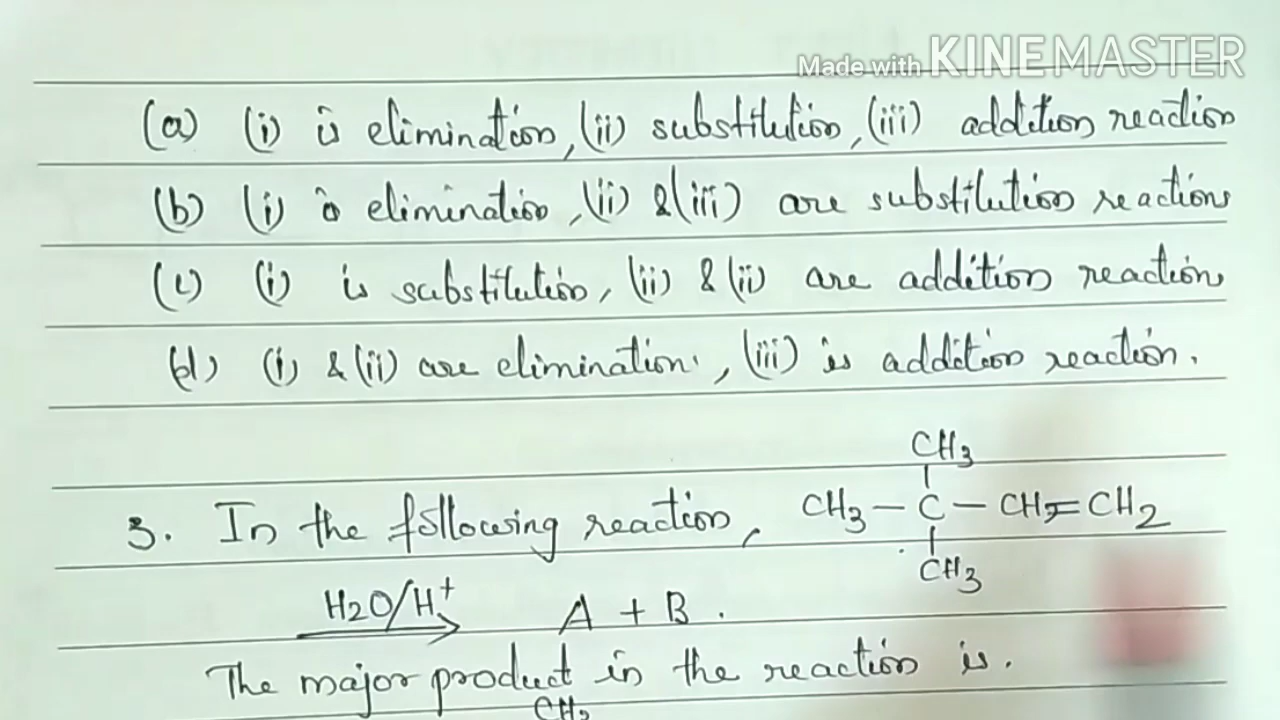 Made with KINEMASTER
(a) (i) is elimination, (ii) substitution, (iii) addition reaction
(b) (i) is elimination, (ii) & (iii) are substitution reactions
(c) (i) is substitution, (ii) & (ii) are addition reaction
(d) (i) & (ii) are elimination, (iii) is addition reaction.
CH3
3. In the following reaction, CH3 - C - CH = CH2
CH3
H2O/H+ A + B.
The major product in the reaction is.
CH3